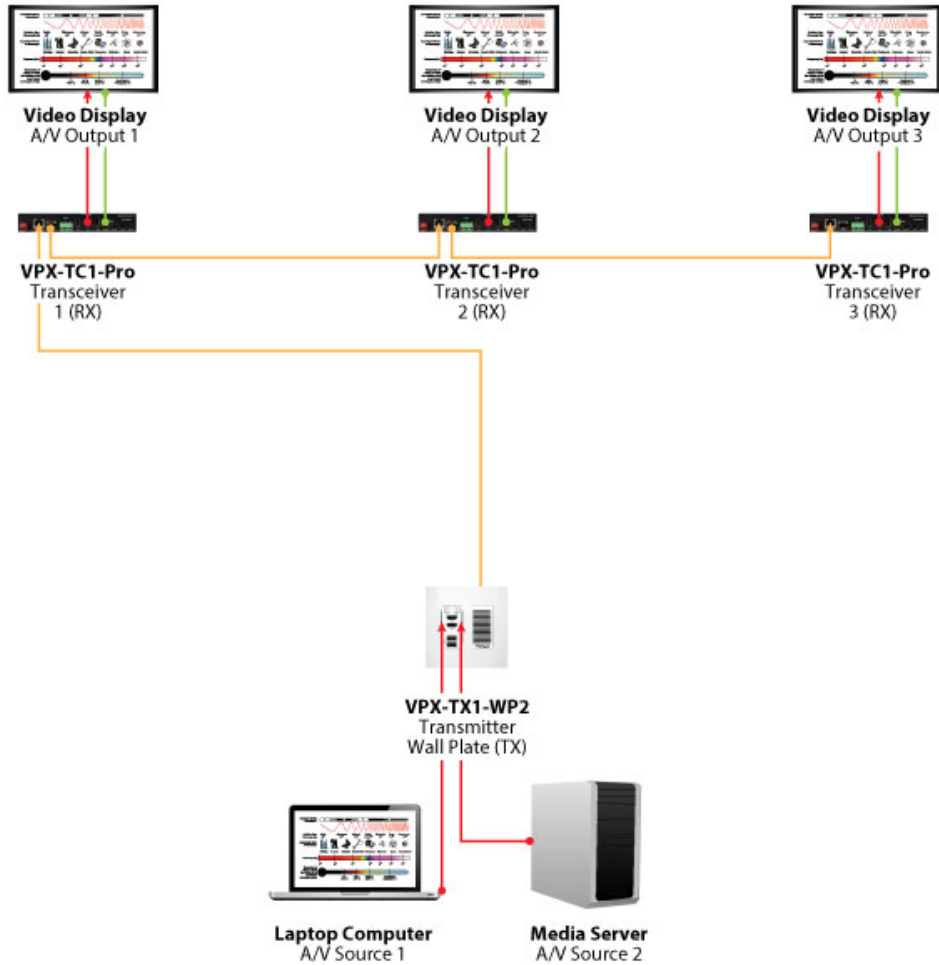 Video Display
A/V Output 1
Video Display
A/V Output 2
Video Display
A/V Output 3
VPX-TC1-Pro
Transceiver
1 (RX)
VPX-TC1-Pro
Transceiver
2 (RX)
VPX-TC1-Pro
Transceiver
3 (RX)
VPX-TX1-WP2
Transmitter
Wall Plate (TX)
Laptop Computer
A/V Source 1
Media Server
A/V Source 2